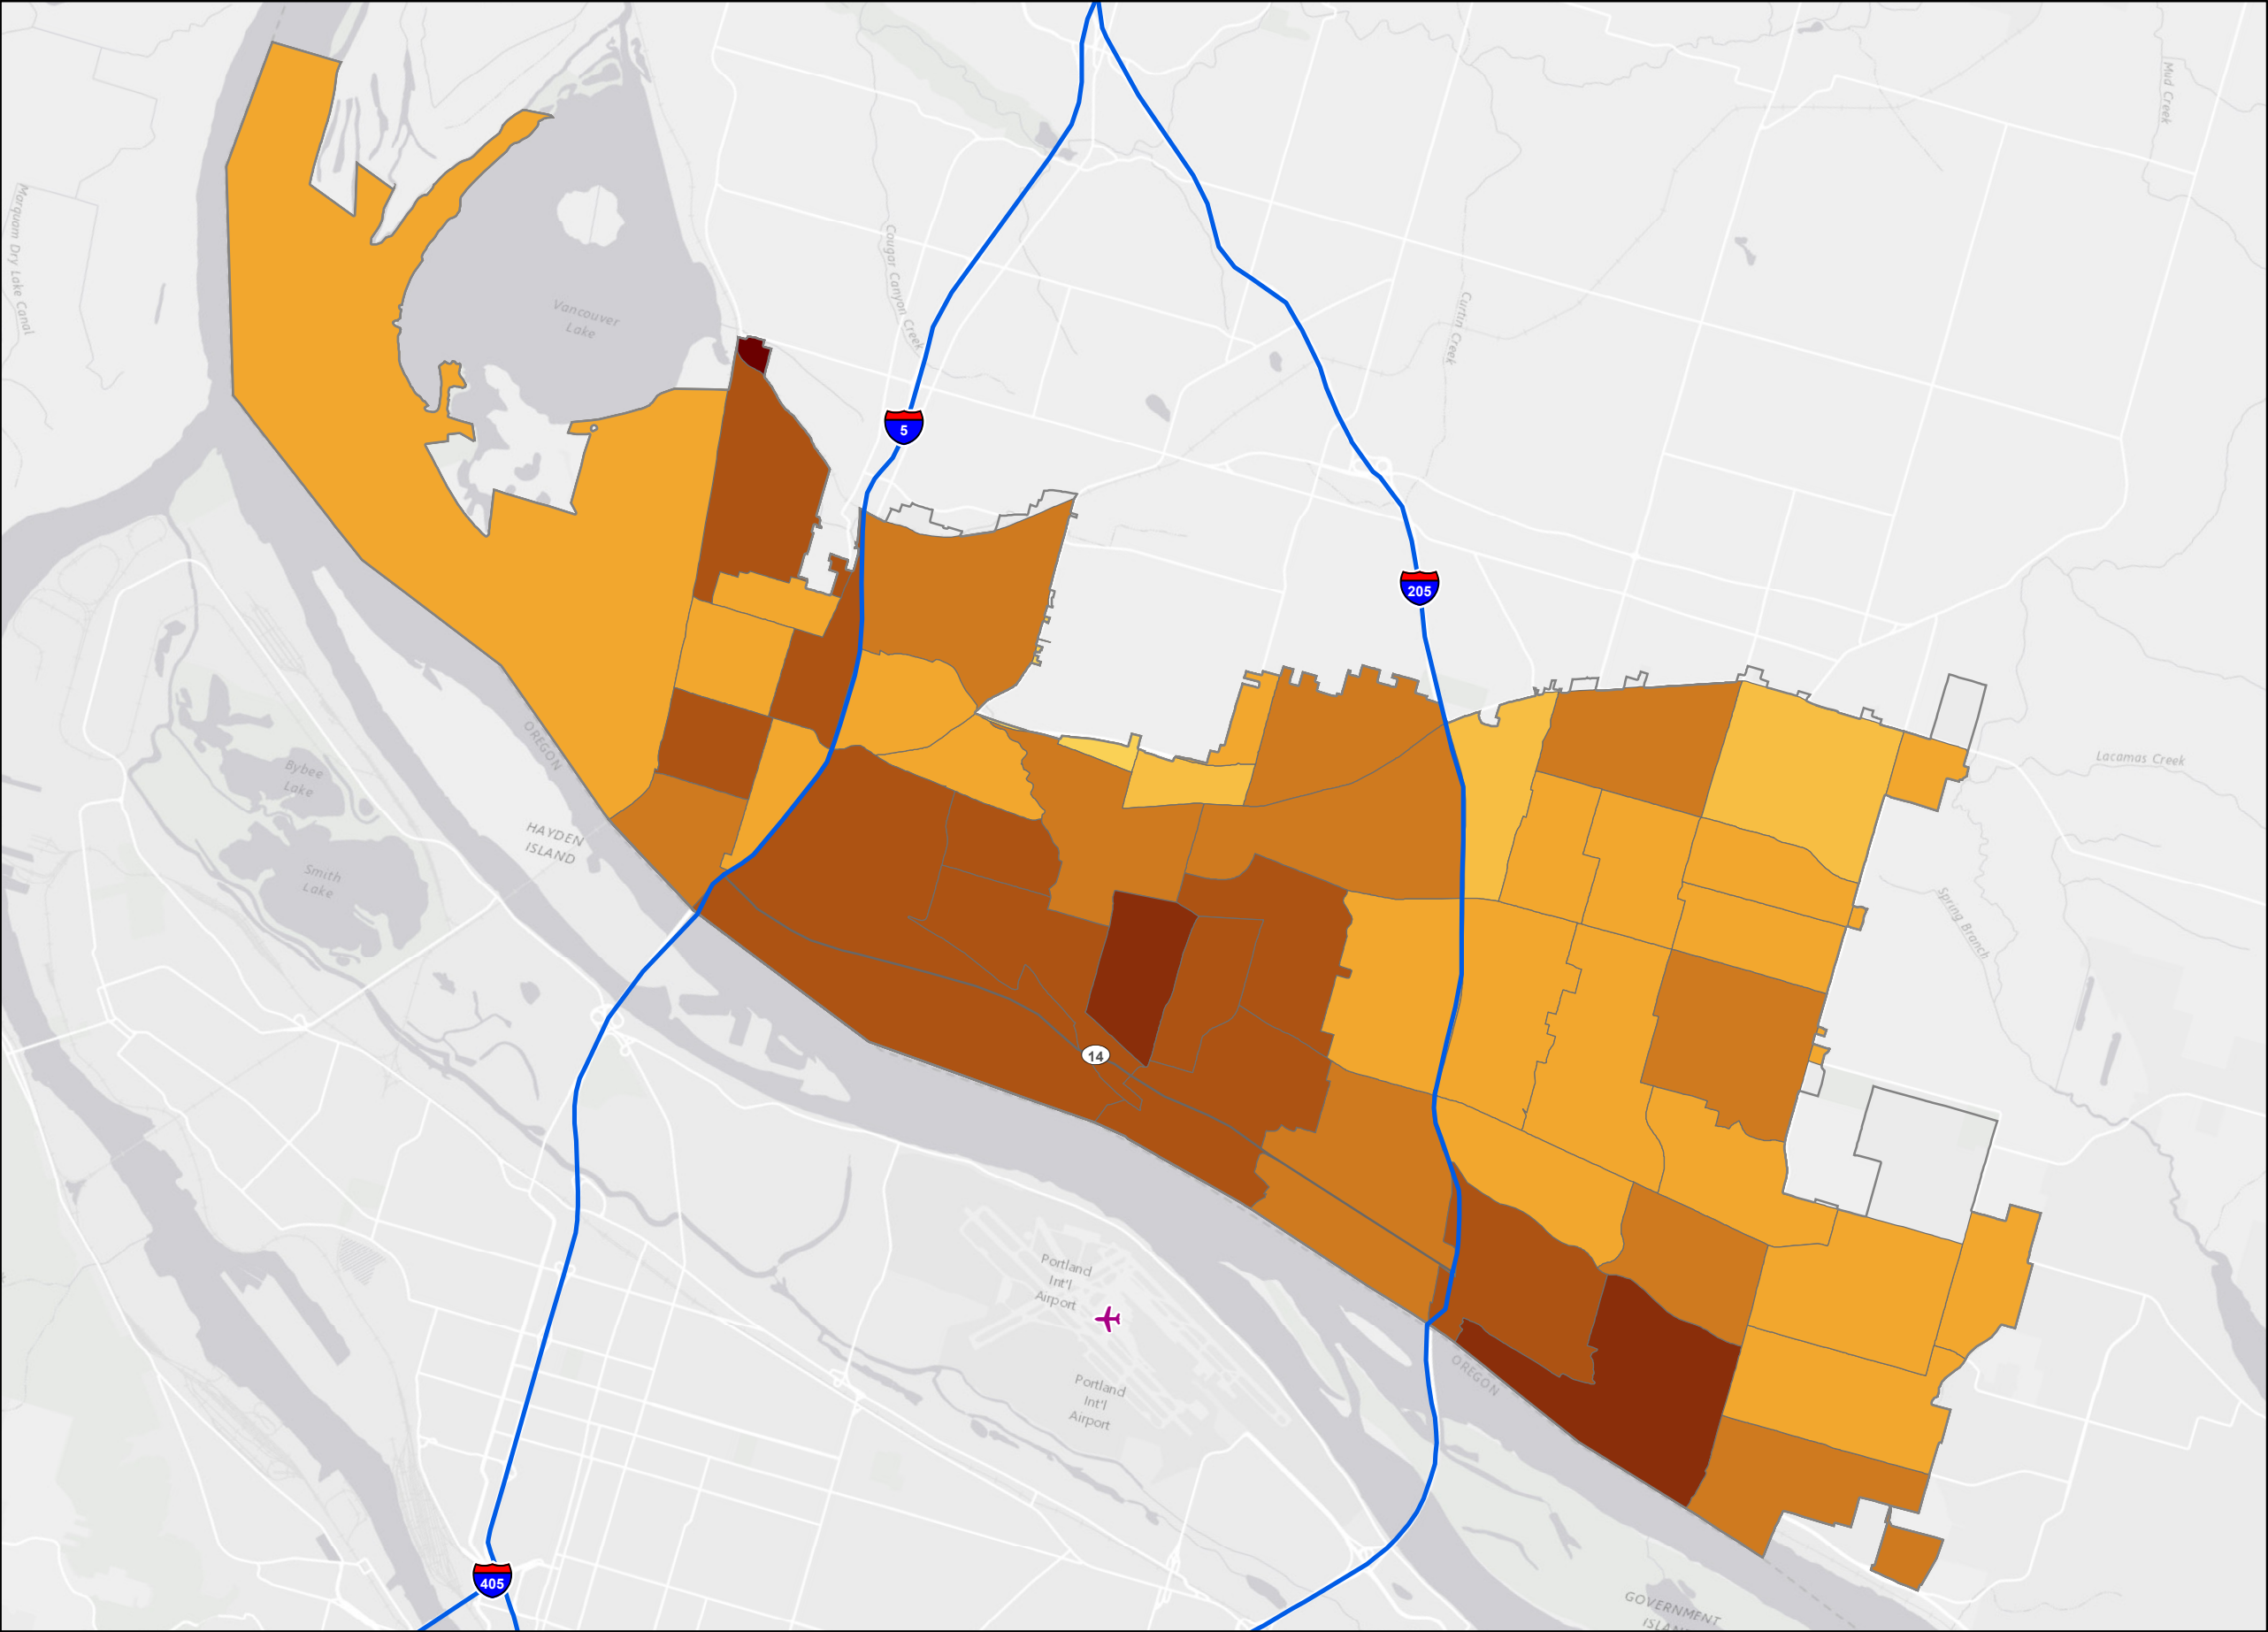 Mud Creek
Marquam Dry Lake Canal
Cougar Canyon Creek
Vancouver
Lake
Curtin Creek
5
205
OREGON
Bybee
Lake
Lacamas Creek
HAYDEN
ISLAND
Smith
Lake
Spring Branch
14
Portland
Int'l
Airport
OREGON
Portland
Int'l
Airport
405
GOVERNMENT
ISLAND